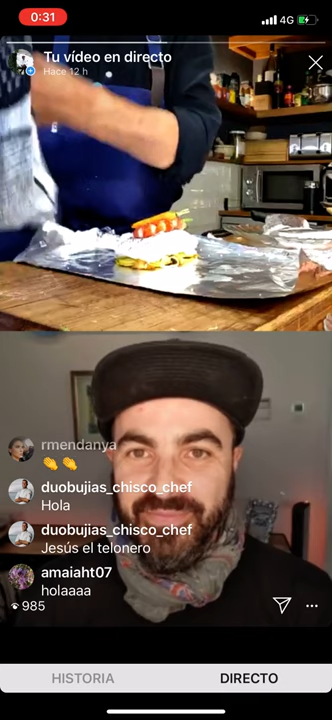 0:31
4G
Tu vídeo en directo
Hace 12 h
rmendanya
👏👏
duobujias_chisco_chef
Hola
duobujias_chisco_chef
Jesús el telonero
amaiaht07
holaaaa
985
HISTORIA
DIRECTO